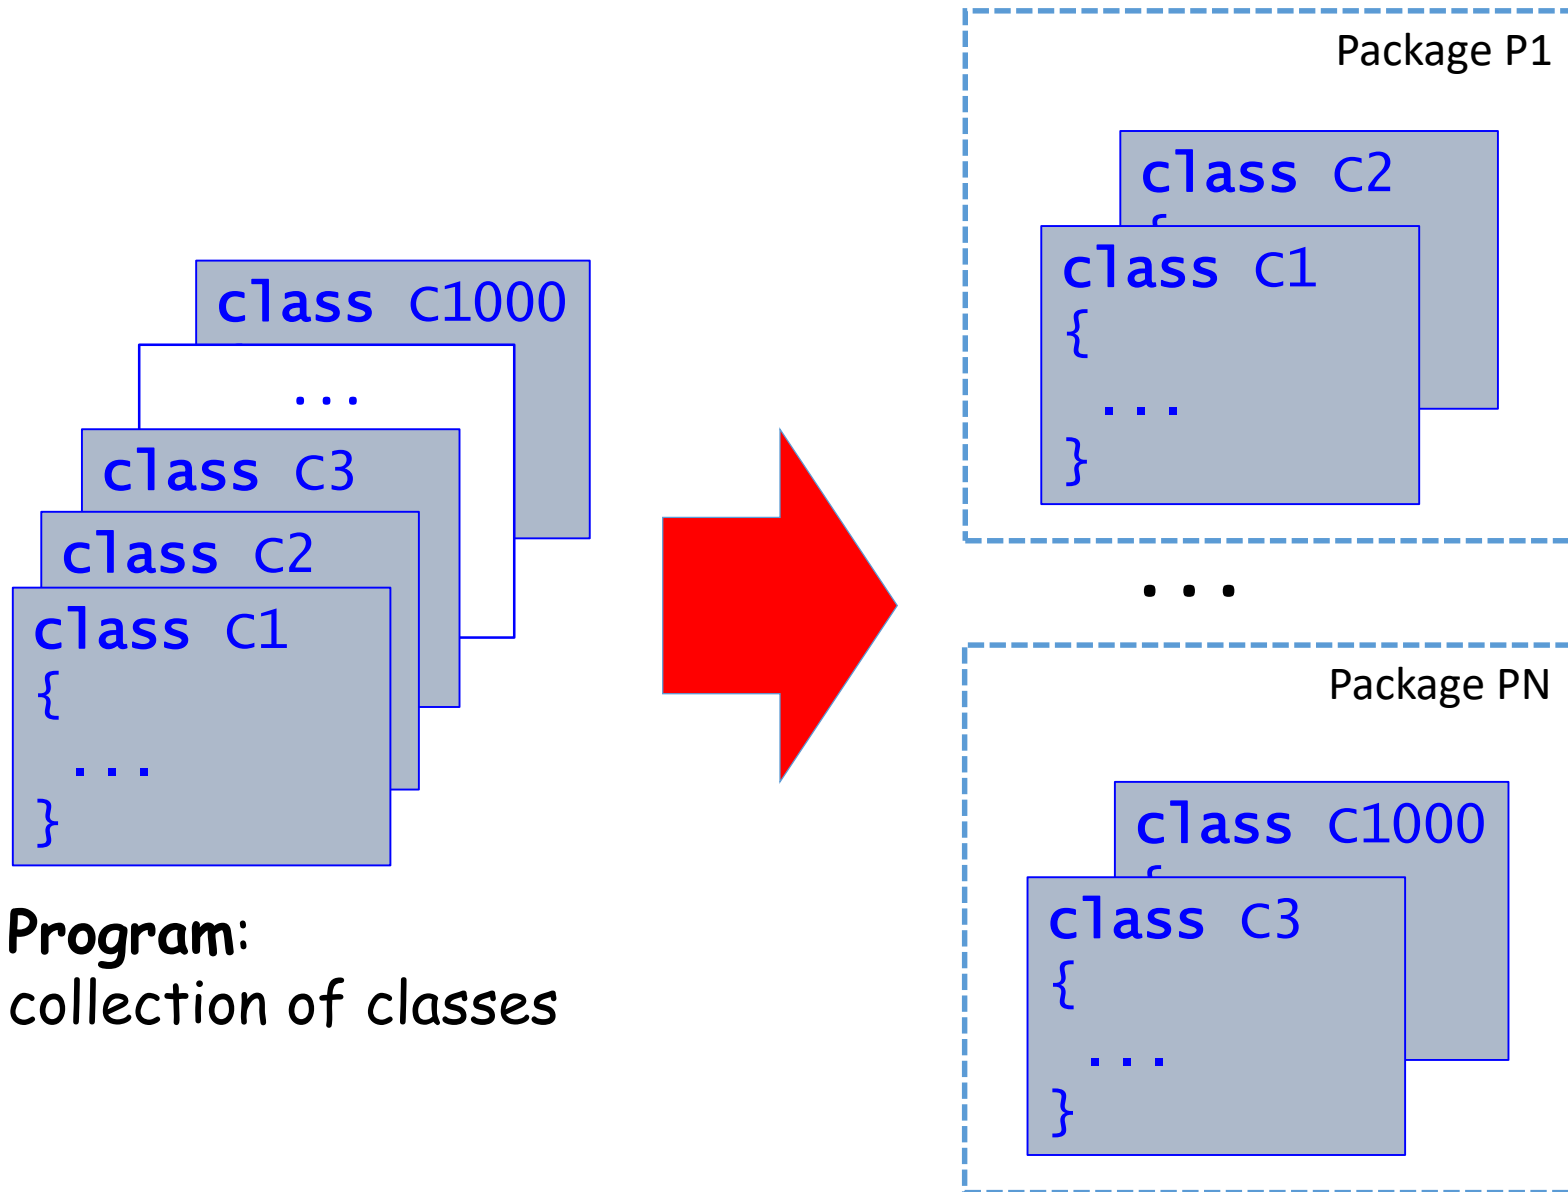 class C1000
...
class C3
class C2
class C1
{
...
}
Program:
collection of classes
Package P1
class C2
{
class C1
{
...
}
...
Package PN
class C1000
{
class C3
{
...
}